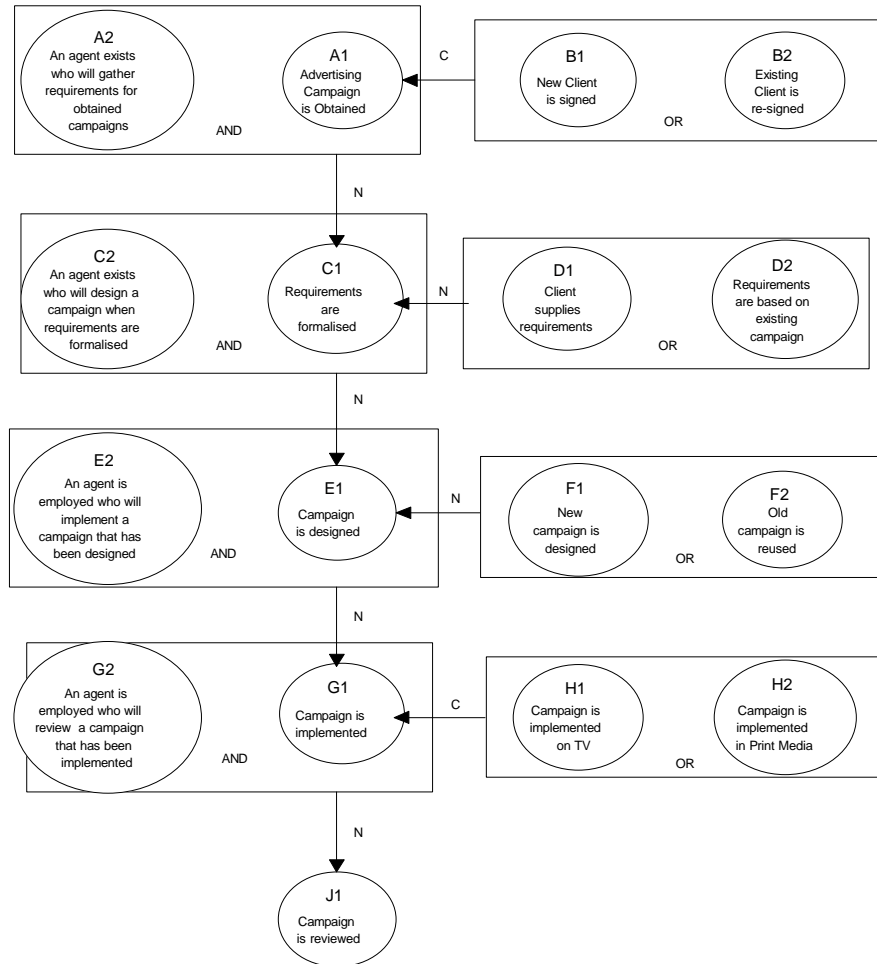 A2
An agent exists
who will gather
requirements for
obtained
campaigns
AND
A1
Advertising
Campaign
is Obtained
C
B1
New Client
is signed
OR
B2
Existing
Client is
re-signed
N
C2
An agent exists
who will design a
campaign when
requirements are
formalised
AND
C1
Requirements
are
formalised
N
D1
Client
supplies
requirements
OR
D2
Requirements
are based on
existing
campaign
N
E2
An agent is
employed who will
implement a
campaign that has
been designed
AND
E1
Campaign
is designed
N
F1
New
campaign is
designed
OR
F2
Old
campaign is
reused
N
G2
An agent is
employed who will
review a campaign
that has been
implemented
AND
G1
Campaign is
implemented
C
H1
Campaign is
implemented
on TV
OR
H2
Campaign is
implemented
in Print Media
N
J1
Campaign
is reviewed